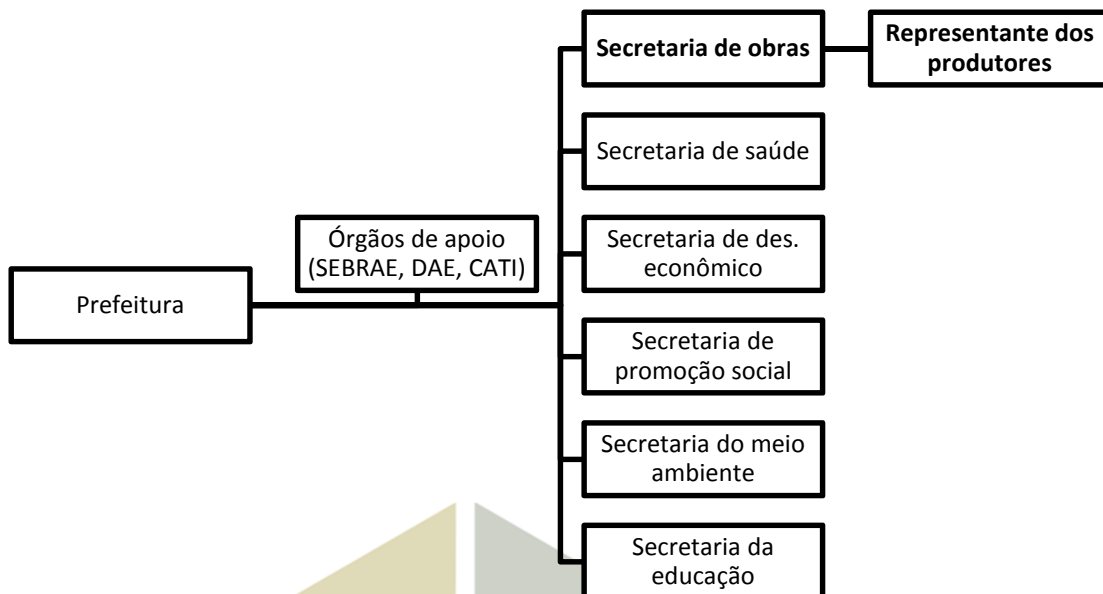 Secretaria de obras
Representante dos
produtores
Secretaria de saúde
Órgãos de apoio
(SEBRAE, DAE, CATI)
Secretaria de des.
econômico
Prefeitura
Secretaria de
promoção social
Secretaria do meio
ambiente
Secretaria da
educação